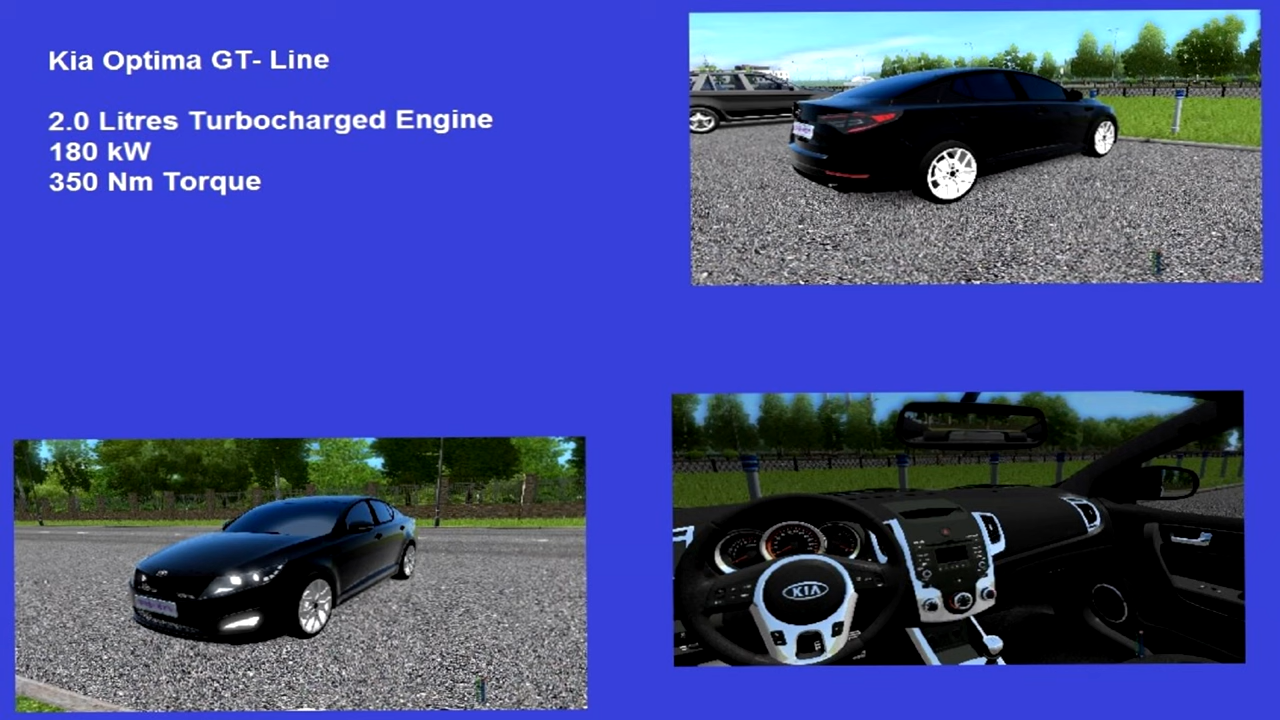 Kia Optima GT- Line
2.0 Litres Turbocharged Engine
180 kW
350 Nm Torque
KIA